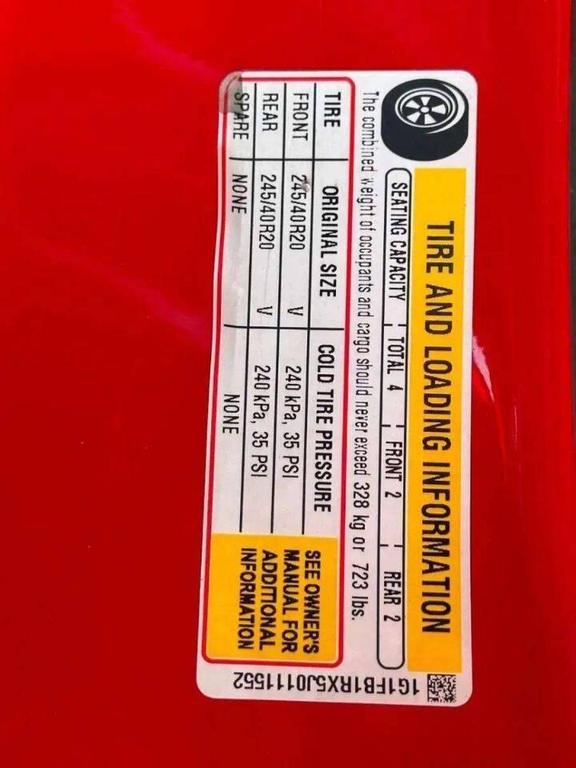 TIRE AND LOADING INFORMATION
SEATING CAPACITY TOTAL 4 FRONT 2 REAR 2
The combined weight of occupants and cargo should never exceed 328 kg or 723 lbs.
TIRE ORIGINAL SIZE COLD TIRE PRESSURE
FRONT 245/40R20 V 240 kPa, 35 PSI
REAR 245/40R20 V 240 kPa, 35 PSI
SPARE NONE NONE
SEE OWNER'S
MANUAL FOR
ADDITIONAL
INFORMATION
1G1FB1RX5J0111552